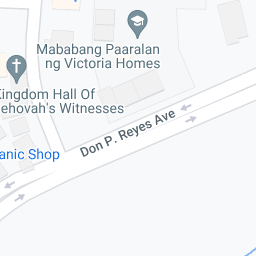 Mababang Paaralan
ng Victoria Homes
Kingdom Hall Of
Jehovah's Witnesses
Don P. Reyes Ave
anic Shop